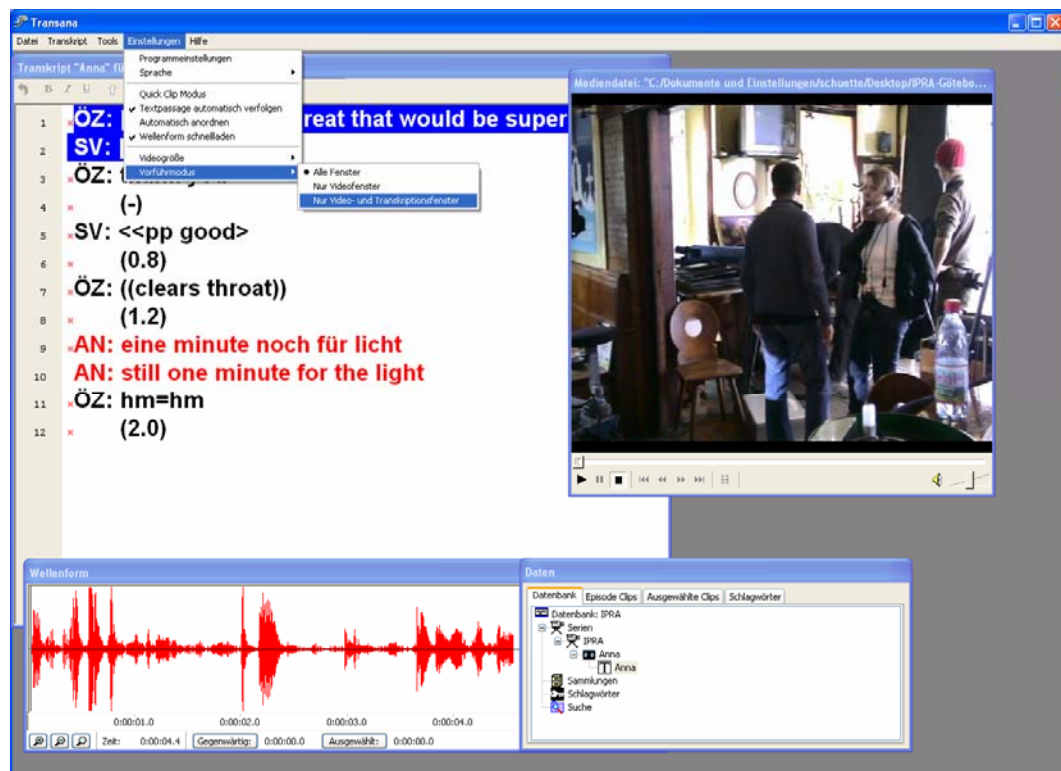 Transana
Datei Transkript Tools Einstellungen Hilfe
Transkript "Anna" fü
Programmeinstellungen
Sprache
Quick Clip Modus
Textpassage automatisch verfolgen
Automatisch anordnen
Wellenform schnellladen
Videogröße
Vorführmodus
Alle Fenster
Nur Videofenster
Nur Video- und Transkriptionsfenster
B I U
1 ÖZ: reat that would be super
2 SV:
3 ÖZ:
4 (-)
5 SV: <<pp good>
6 (0.8)
7 ÖZ: ((clears throat))
8 (1.2)
9 AN: eine minute noch für licht
10 AN: still one minute for the light
11 ÖZ: hm=hm
12 (2.0)
Mediendatei: "C:/Dokumente und Einstellungen/schuette/Desktop/IPRA-Götebo...
Wellenform
0:00:01.0 0:00:02.0 0:00:03.0 0:00:04.0
Zeit: 0:00:04.4 Gegenwärtig: 0:00:00.0 Ausgewählt: 0:00:00.0
Daten
Datenbank Episode Clips Ausgewählte Clips Schlagwörter
Datenbank: IPRA
Serien
IPRA
Anna
Anna
Sammlungen
Schlagwörter
Suche